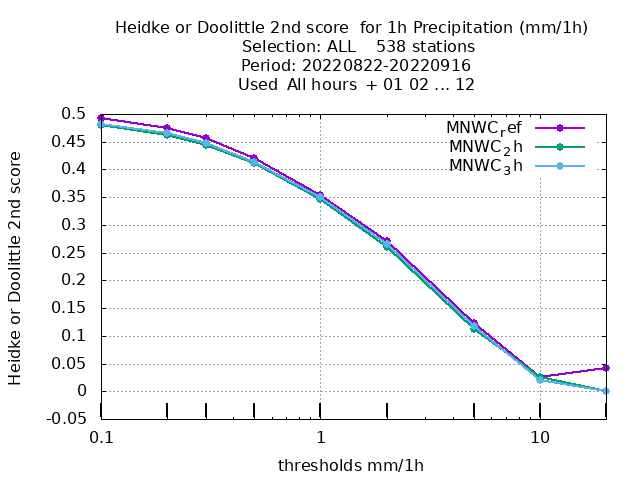 Heidke or Doolittle 2nd score  for 1h Precipitation (mm/1h)
Selection: ALL    538 stations
Period: 20220822-20220916
Used  All hours  + 01 02 ... 12
MNWC_ref
MNWC_2h
MNWC_3h
Heidke or Doolittle 2nd score
0.5
0.45
0.4
0.35
0.3
0.25
0.2
0.15
0.1
0.05
0
-0.05
0.1
1
10
thresholds mm/1h